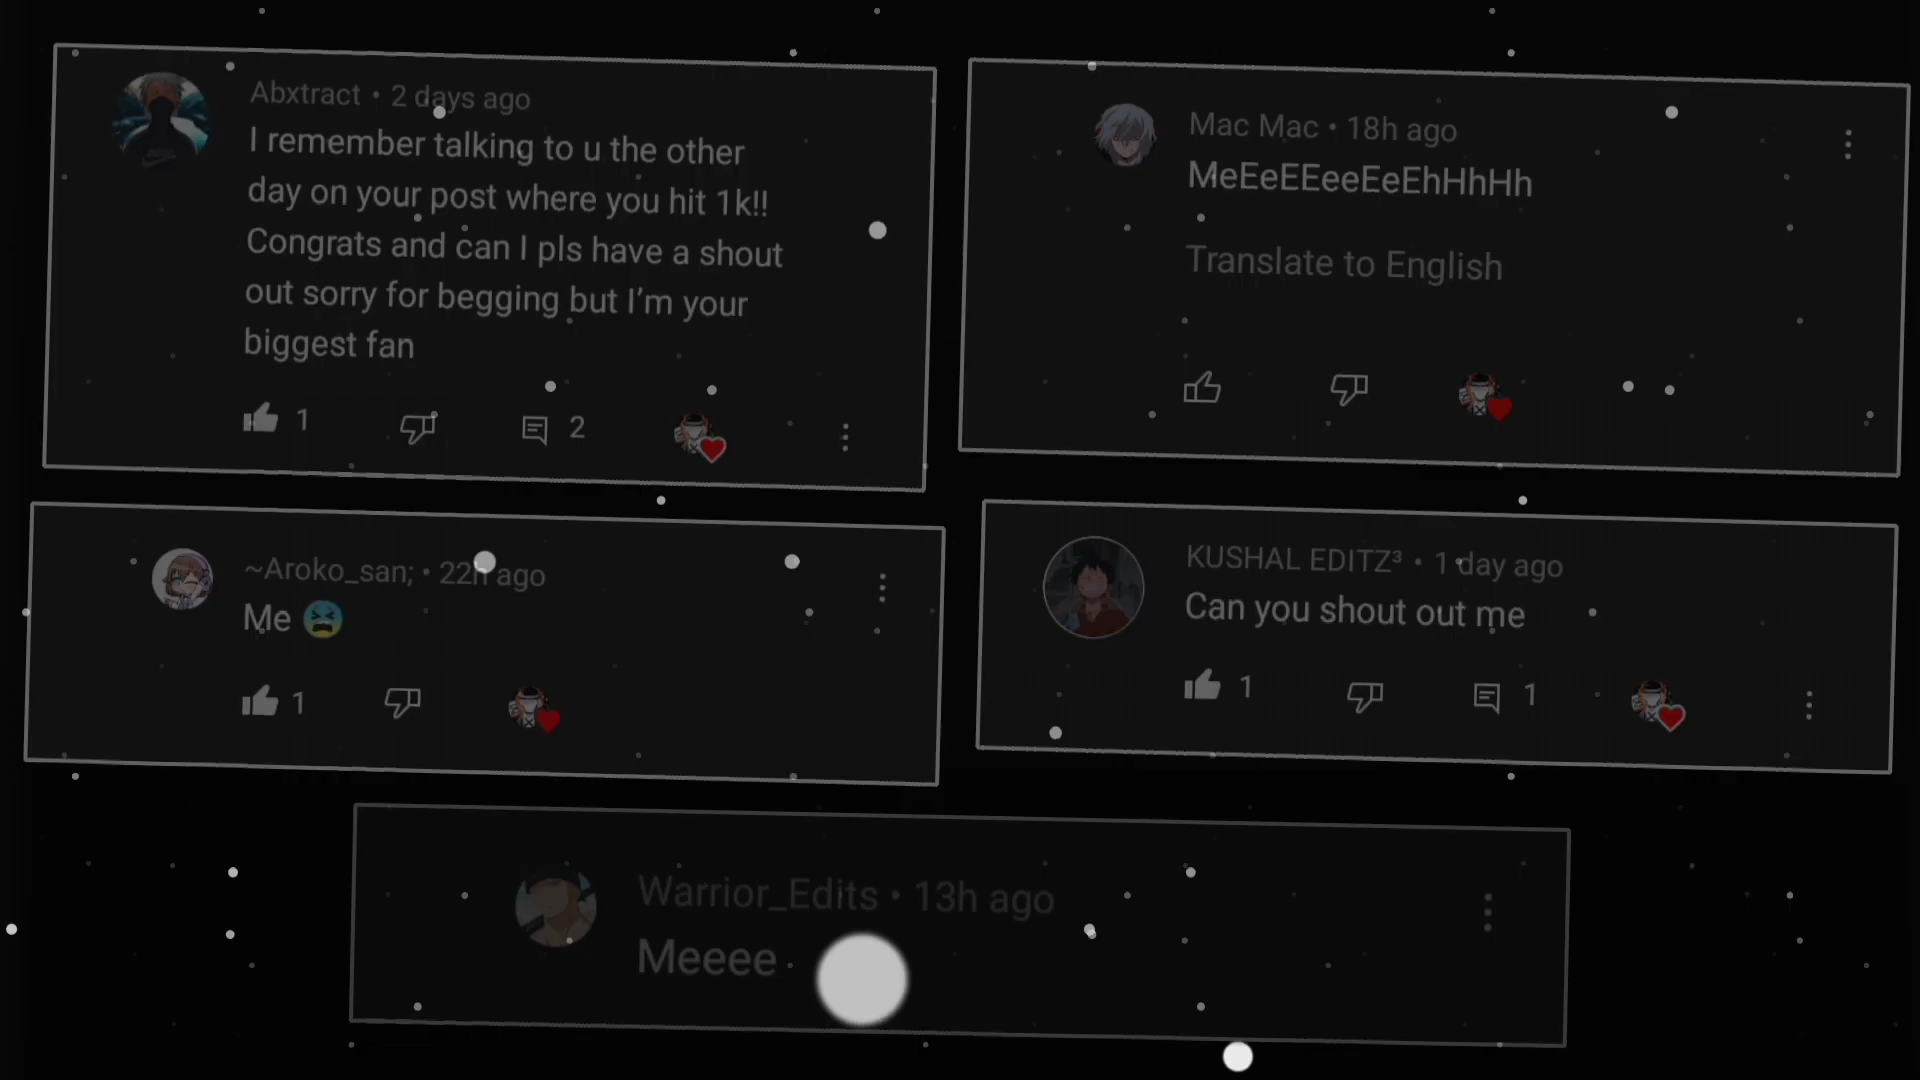 Abxtract • 2 days ago
I remember talking to u the other
day on your post where you hit 1k!!
Congrats and can I pls have a shout
out sorry for begging but I’m your
biggest fan
1
2
Mac Mac • 18h ago
MeEeEEeeEeEhHhHh
Translate to English
~Aroko_san; • 22h ago
Me 😫
1
KUSHAL EDITZ³ • 1 day ago
Can you shout out me
1
1
Warrior_Edits • 13h ago
Meeee